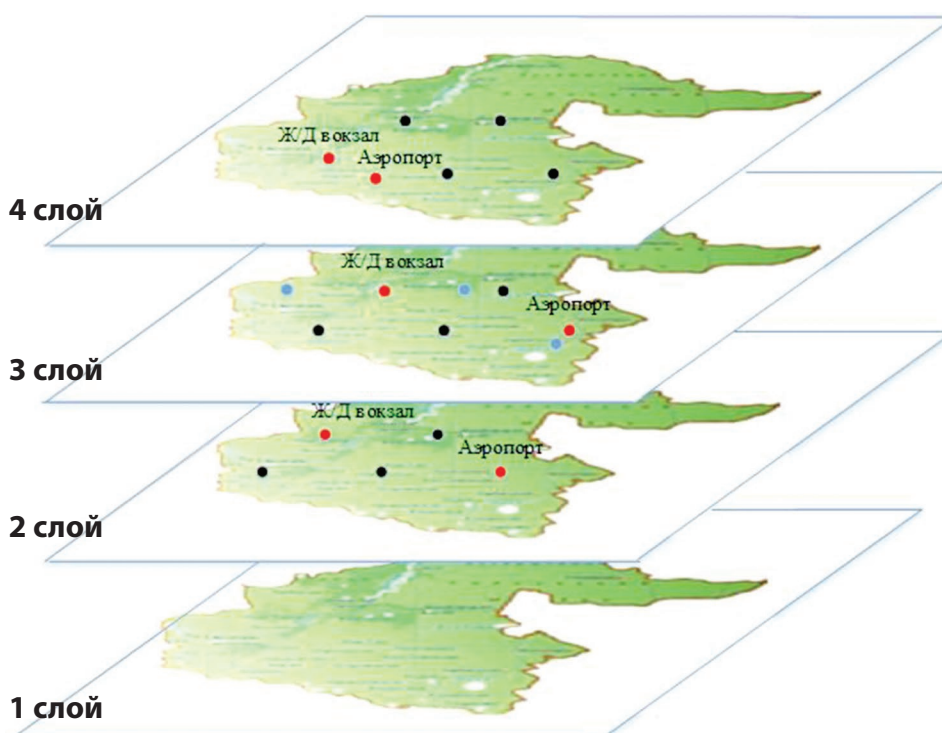 Ж/Д вокзал
Аэропорт
4 слой
Ж/Д вокзал
Аэропорт
3 слой
Ж/Д вокзал
Аэропорт
2 слой
1 слой